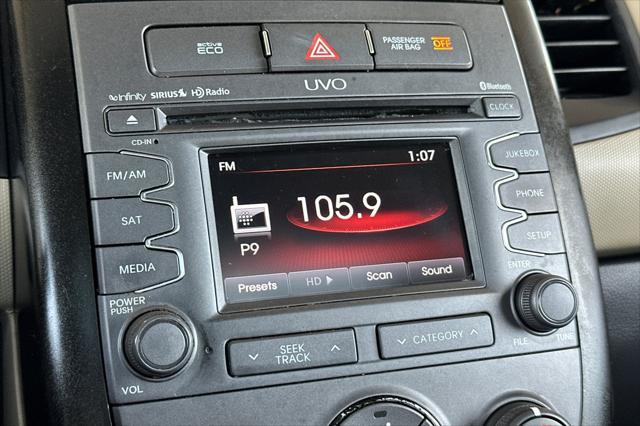 active ECO
PASSENGER AIR BAG OFF
UVO
Infinity SIRIUS HD Radio
Bluetooth
CLOCK
CD-IN
FM/AM
SAT
MEDIA
POWER
PUSH
VOL
FM 1:07
105.9
P9
Presets HD Scan Sound
JUKEBOX
PHONE
SETUP
ENTER
FILE TUNE
SEEK
TRACK
CATEGORY